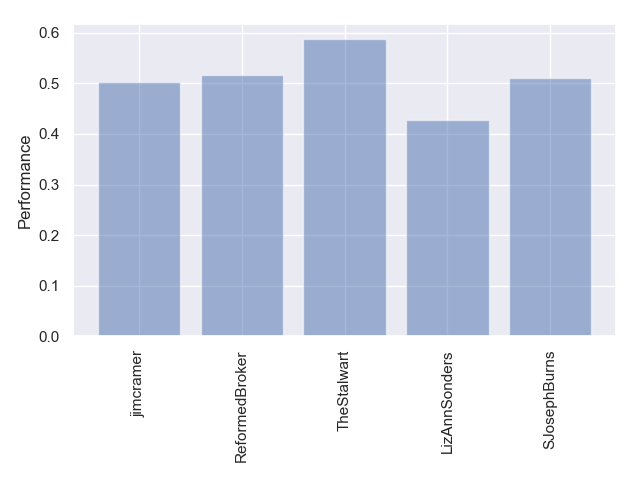 0.6
0.5
0.4
0.3
0.2
0.1
0.0
Performance
jimcramer
ReformedBroker
TheStalwart
LizAnnSonders
SJosephBurns